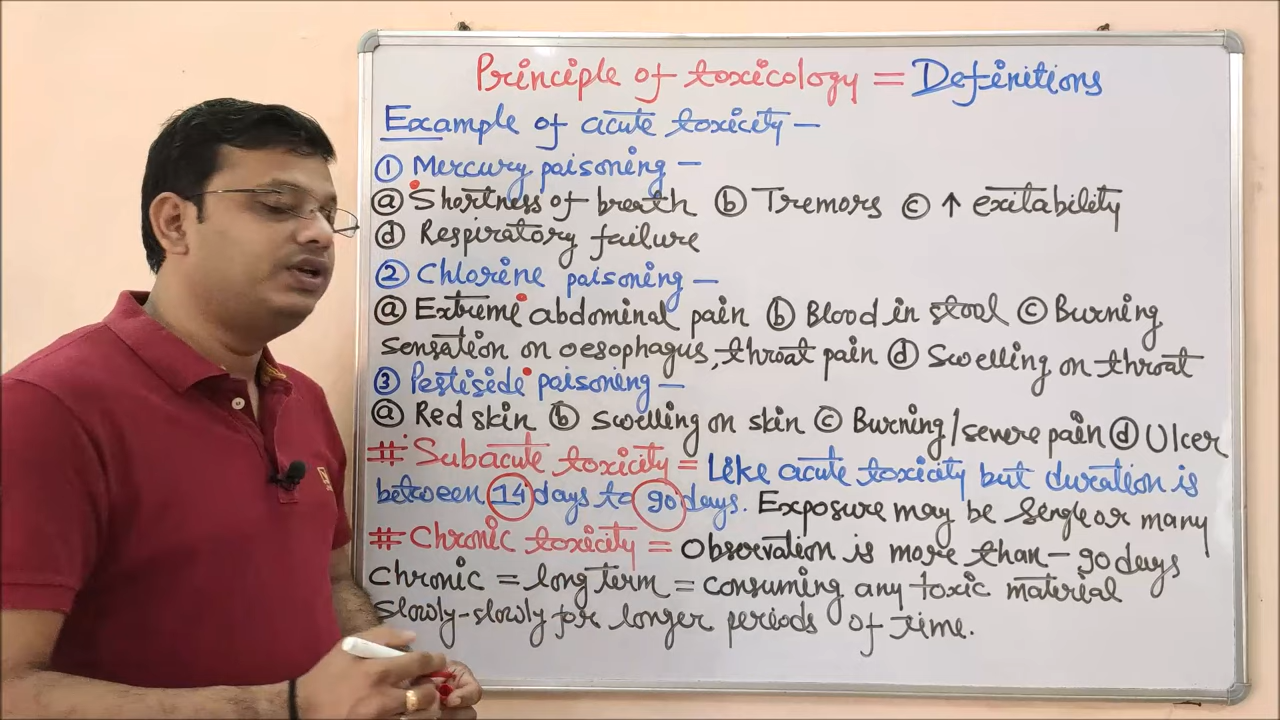 Principle of toxicology = Definitions
Example of acute toxicity –
① Mercury paisoning –
ⓐ Shortness of breath ⓑ Tremors ⓒ ↑ exitability
ⓓ Respiratory failure
② Chlorine paisoning –
ⓐ Extreme abdominal pain ⓑ Blood in stool ⓒ Burning
sensation on oesophagus, throat pain ⓓ Swelling on throat
③ Pestiside paisoning –
ⓐ Red skin ⓑ Swelling on skin ⓒ Burning/severe pain ⓓ Ulcer
# Subacute toxicity = Like acute toxicity but duration is
between 14 days to 90 days. Exposure may be single or many
# Chronic toxicity = Observation is more than – 90 days
Chronic = long term = consuming any toxic material
Slowly-slowly for longer periods of time.